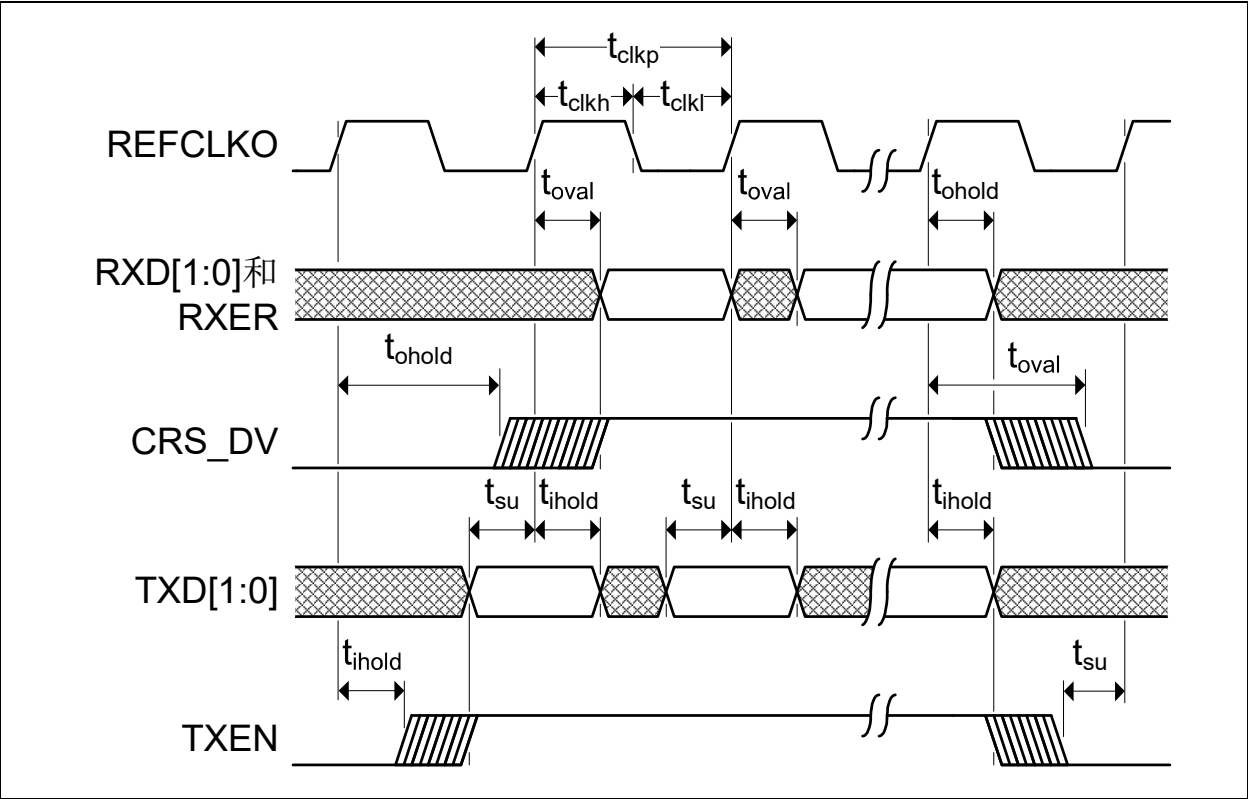 tclkp
tclkh tclkl
REFCLKO
toval toval tohold
RXD[1:0]和
RXER
tohold toval
CRS_DV
tsu tihold tsu tihold tihold
TXD[1:0]
tihold tsu
TXEN